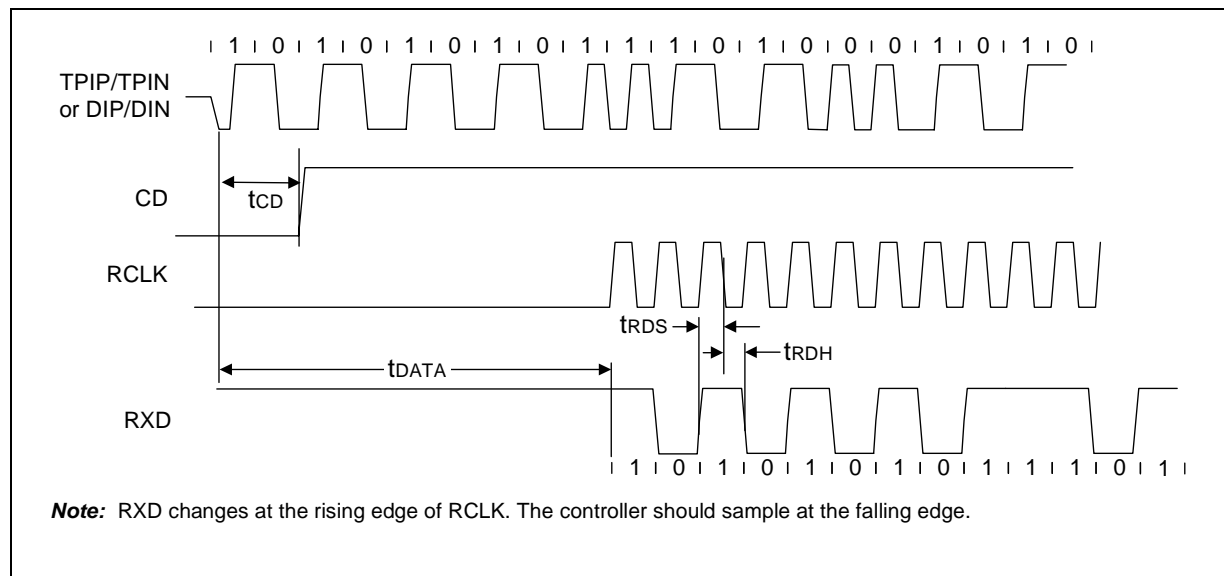 | 1 | 0 | 1 | 0 | 1 | 0 | 1 | 0 | 1 | 1 | 1 | 0 | 1 | 0 | 0 | 0 | 1 | 0 | 1 | 0 |
TPIP/TPIN
or DIP/DIN
tCD
CD
RCLK
tRDS
tRDH
tDATA
RXD
| 1 | 0 | 1 | 0 | 1 | 0 | 1 | 0 | 1 | 1 | 1 | 0 | 1 |
Note: RXD changes at the rising edge of RCLK. The controller should sample at the falling edge.